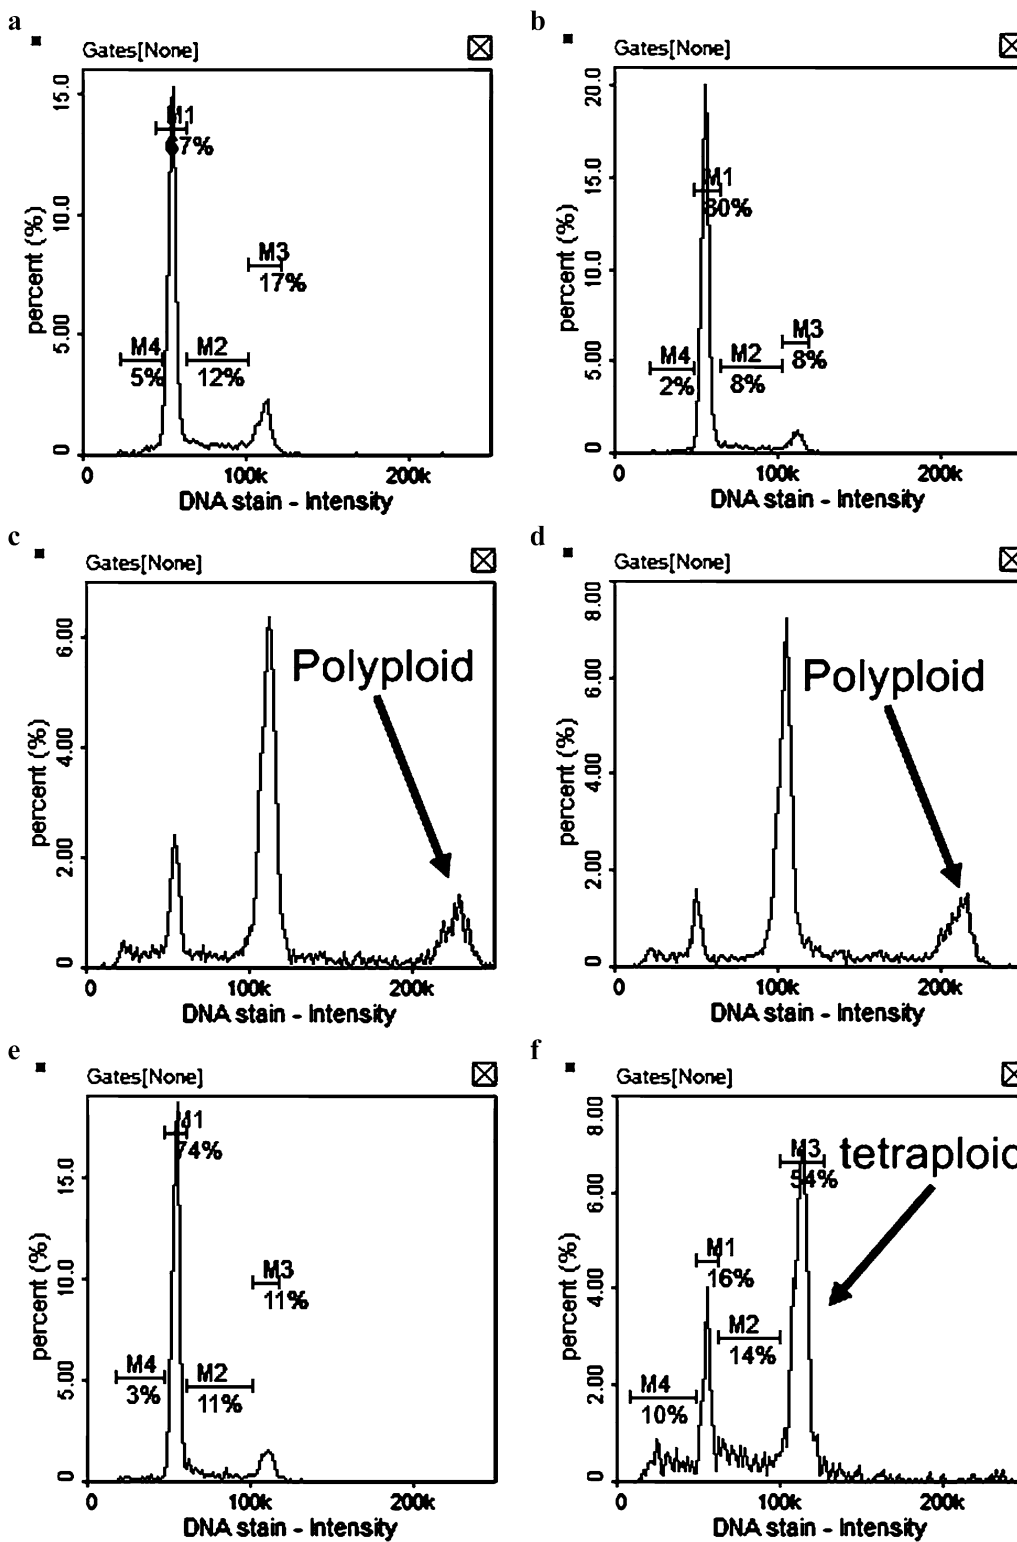 a
b
Gates[None]
Gates[None]
percent (%)
15.0
10.0
5.00
0
M1
67%
M3
17%
M4
5%
M2
12%
0 100k 200k
DNA stain - Intensity
percent (%)
20.0
15.0
10.0
5.00
0
M1
80%
M3
8%
M4
2%
M2
8%
0 100k 200k
DNA stain - Intensity
c
d
Gates[None]
Gates[None]
percent (%)
6.00
4.00
2.00
0
Polyploid
0 100k 200k
DNA stain - Intensity
percent (%)
8.00
6.00
4.00
2.00
0
Polyploid
0 100k 200k
DNA stain - Intensity
e
f
Gates[None]
Gates[None]
percent (%)
15.0
10.0
5.00
0
M1
74%
M3
11%
M4
3%
M2
11%
0 100k 200k
DNA stain - Intensity
percent (%)
8.00
6.00
4.00
2.00
0
M3
54%
tetraploid
M1
16%
M2
14%
M4
10%
0 100k 200k
DNA stain - Intensity